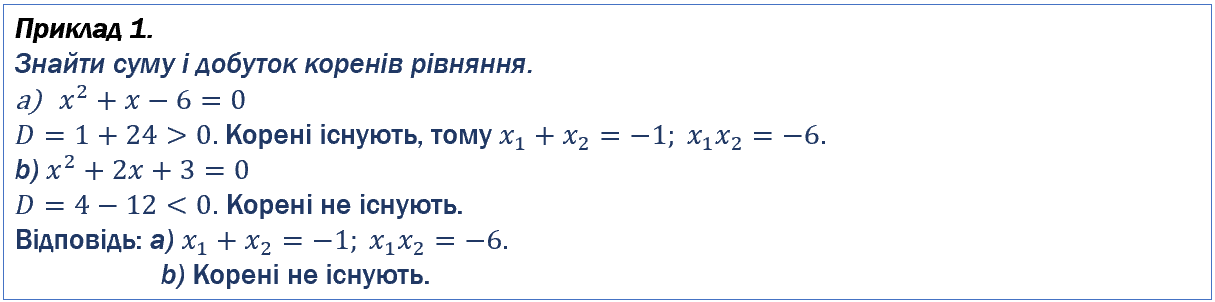 Приклад 1.
Знайти суму і добуток коренів рівняння.
a) x² + x − 6 = 0
D = 1 + 24 > 0. Корені існують, тому x₁ + x₂ = −1; x₁x₂ = −6.
b) x² + 2x + 3 = 0
D = 4 − 12 < 0. Корені не існують.
Відповідь: a) x₁ + x₂ = −1; x₁x₂ = −6.
b) Корені не існують.